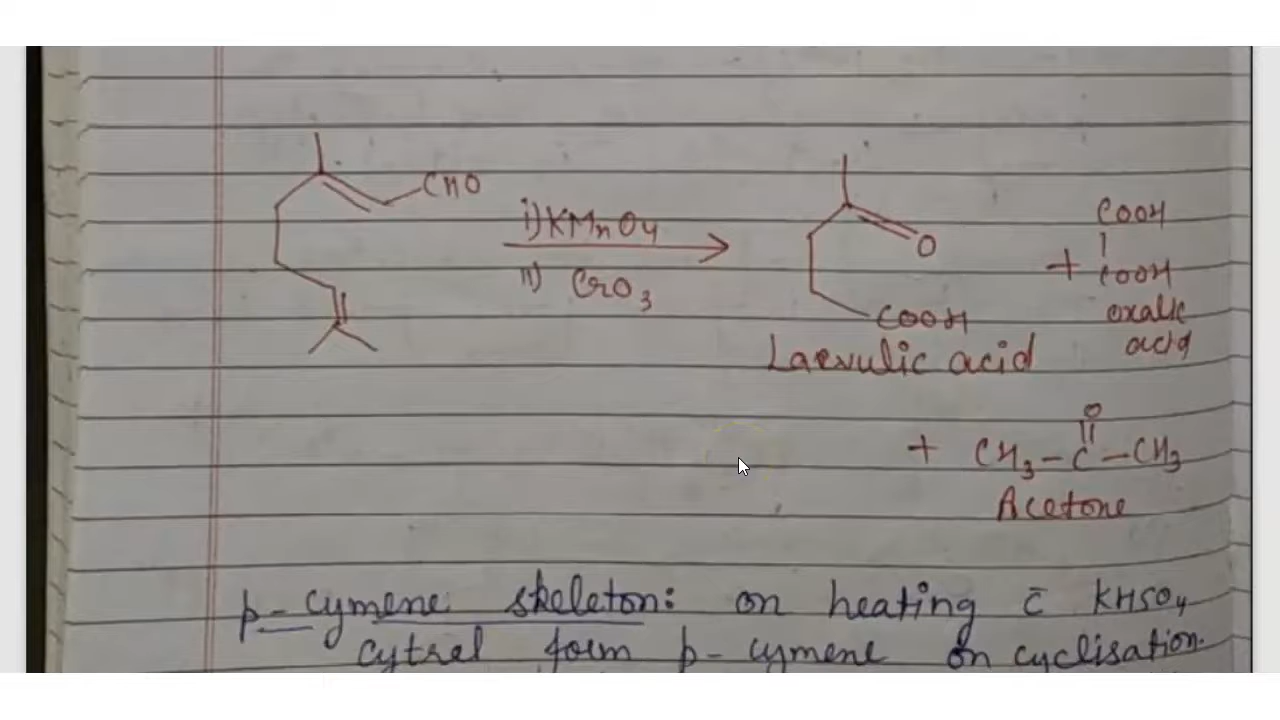 CHO
i) KMnO4
ii) CrO3
O
COOH
Laevulic acid
+
COOH
COOH
oxalic
acid
+ CH3-C-CH3
O
Acetone
p-cymene skeleton: on heating c̄ KHSO4
cytral form p-cymene on cyclisation.